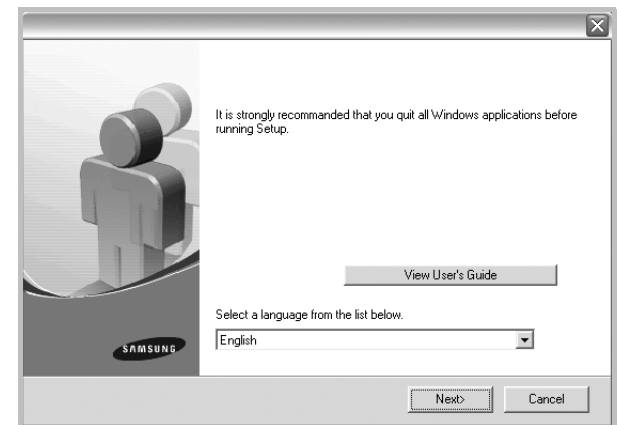 It is strongly recommanded that you quit all Windows applications before
running Setup.
View User's Guide
Select a language from the list below.
English
SAMSUNG
Next>
Cancel